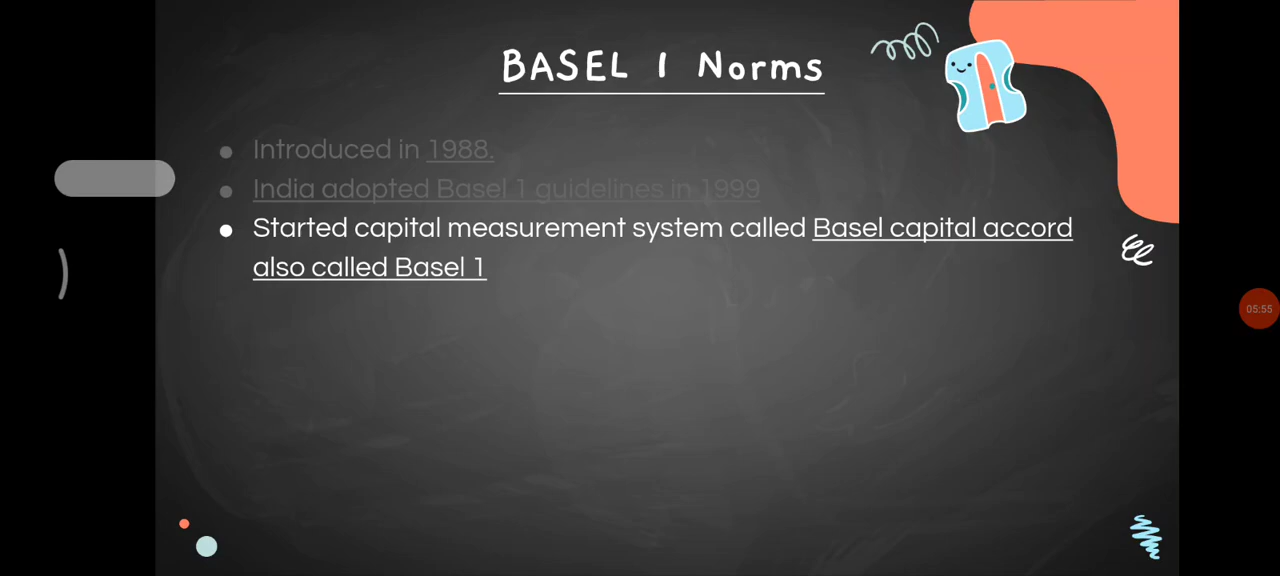 BASEL 1 Norms
Introduced in 1988.
India adopted Basel 1 guidelines in 1999
Started capital measurement system called Basel capital accord
also called Basel 1
05:55